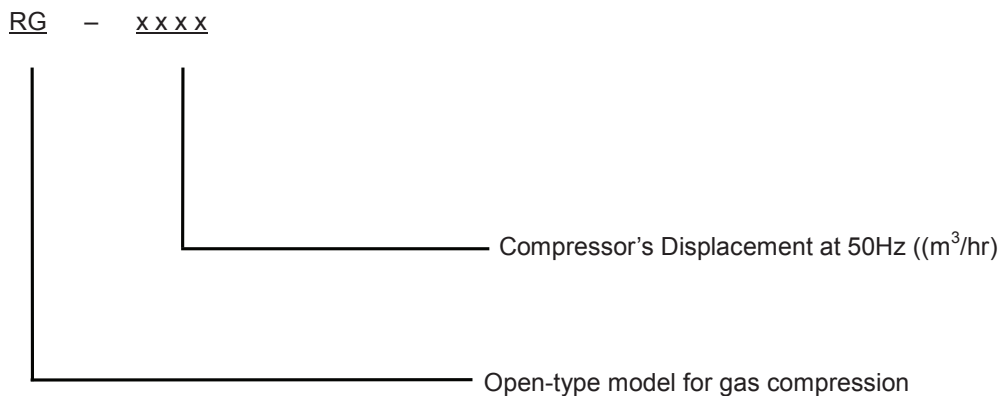 RG – x x x x
Compressor's Displacement at 50Hz ((m³/hr)
Open-type model for gas compression